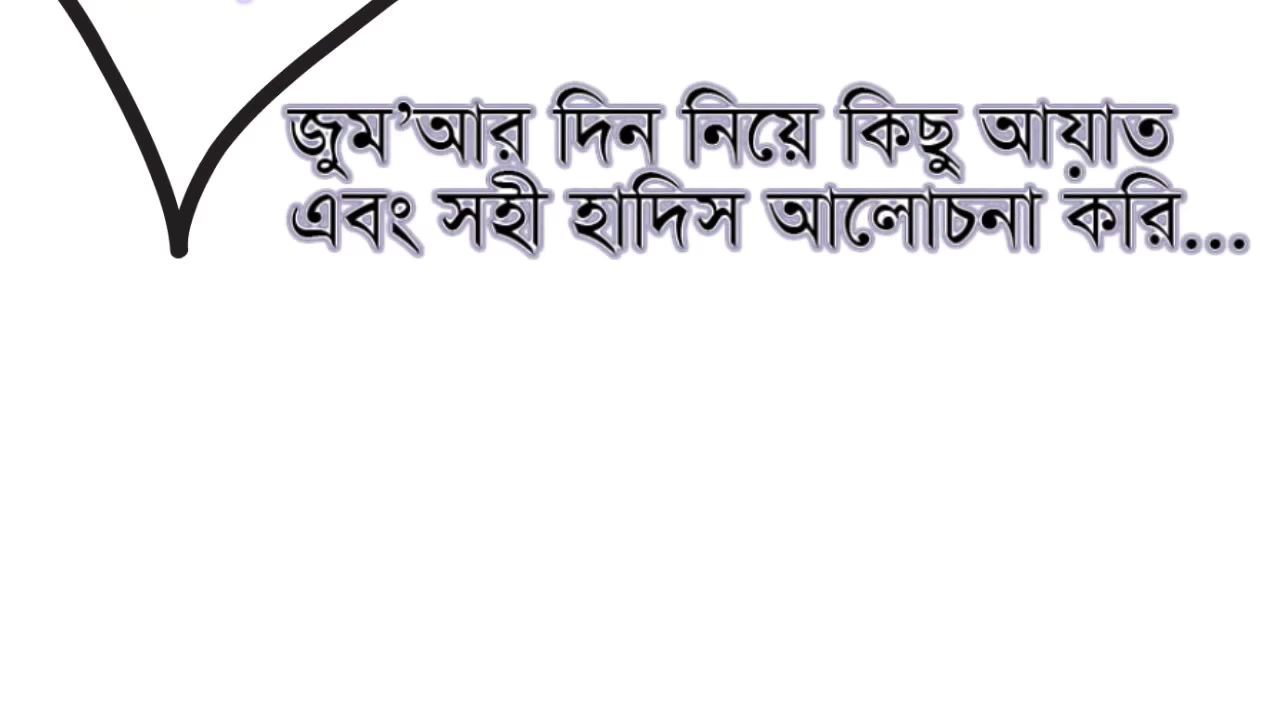 জুম’আর দিন নিয়ে কিছু আয়াত
এবং সহী হাদিস আলোচনা করি...